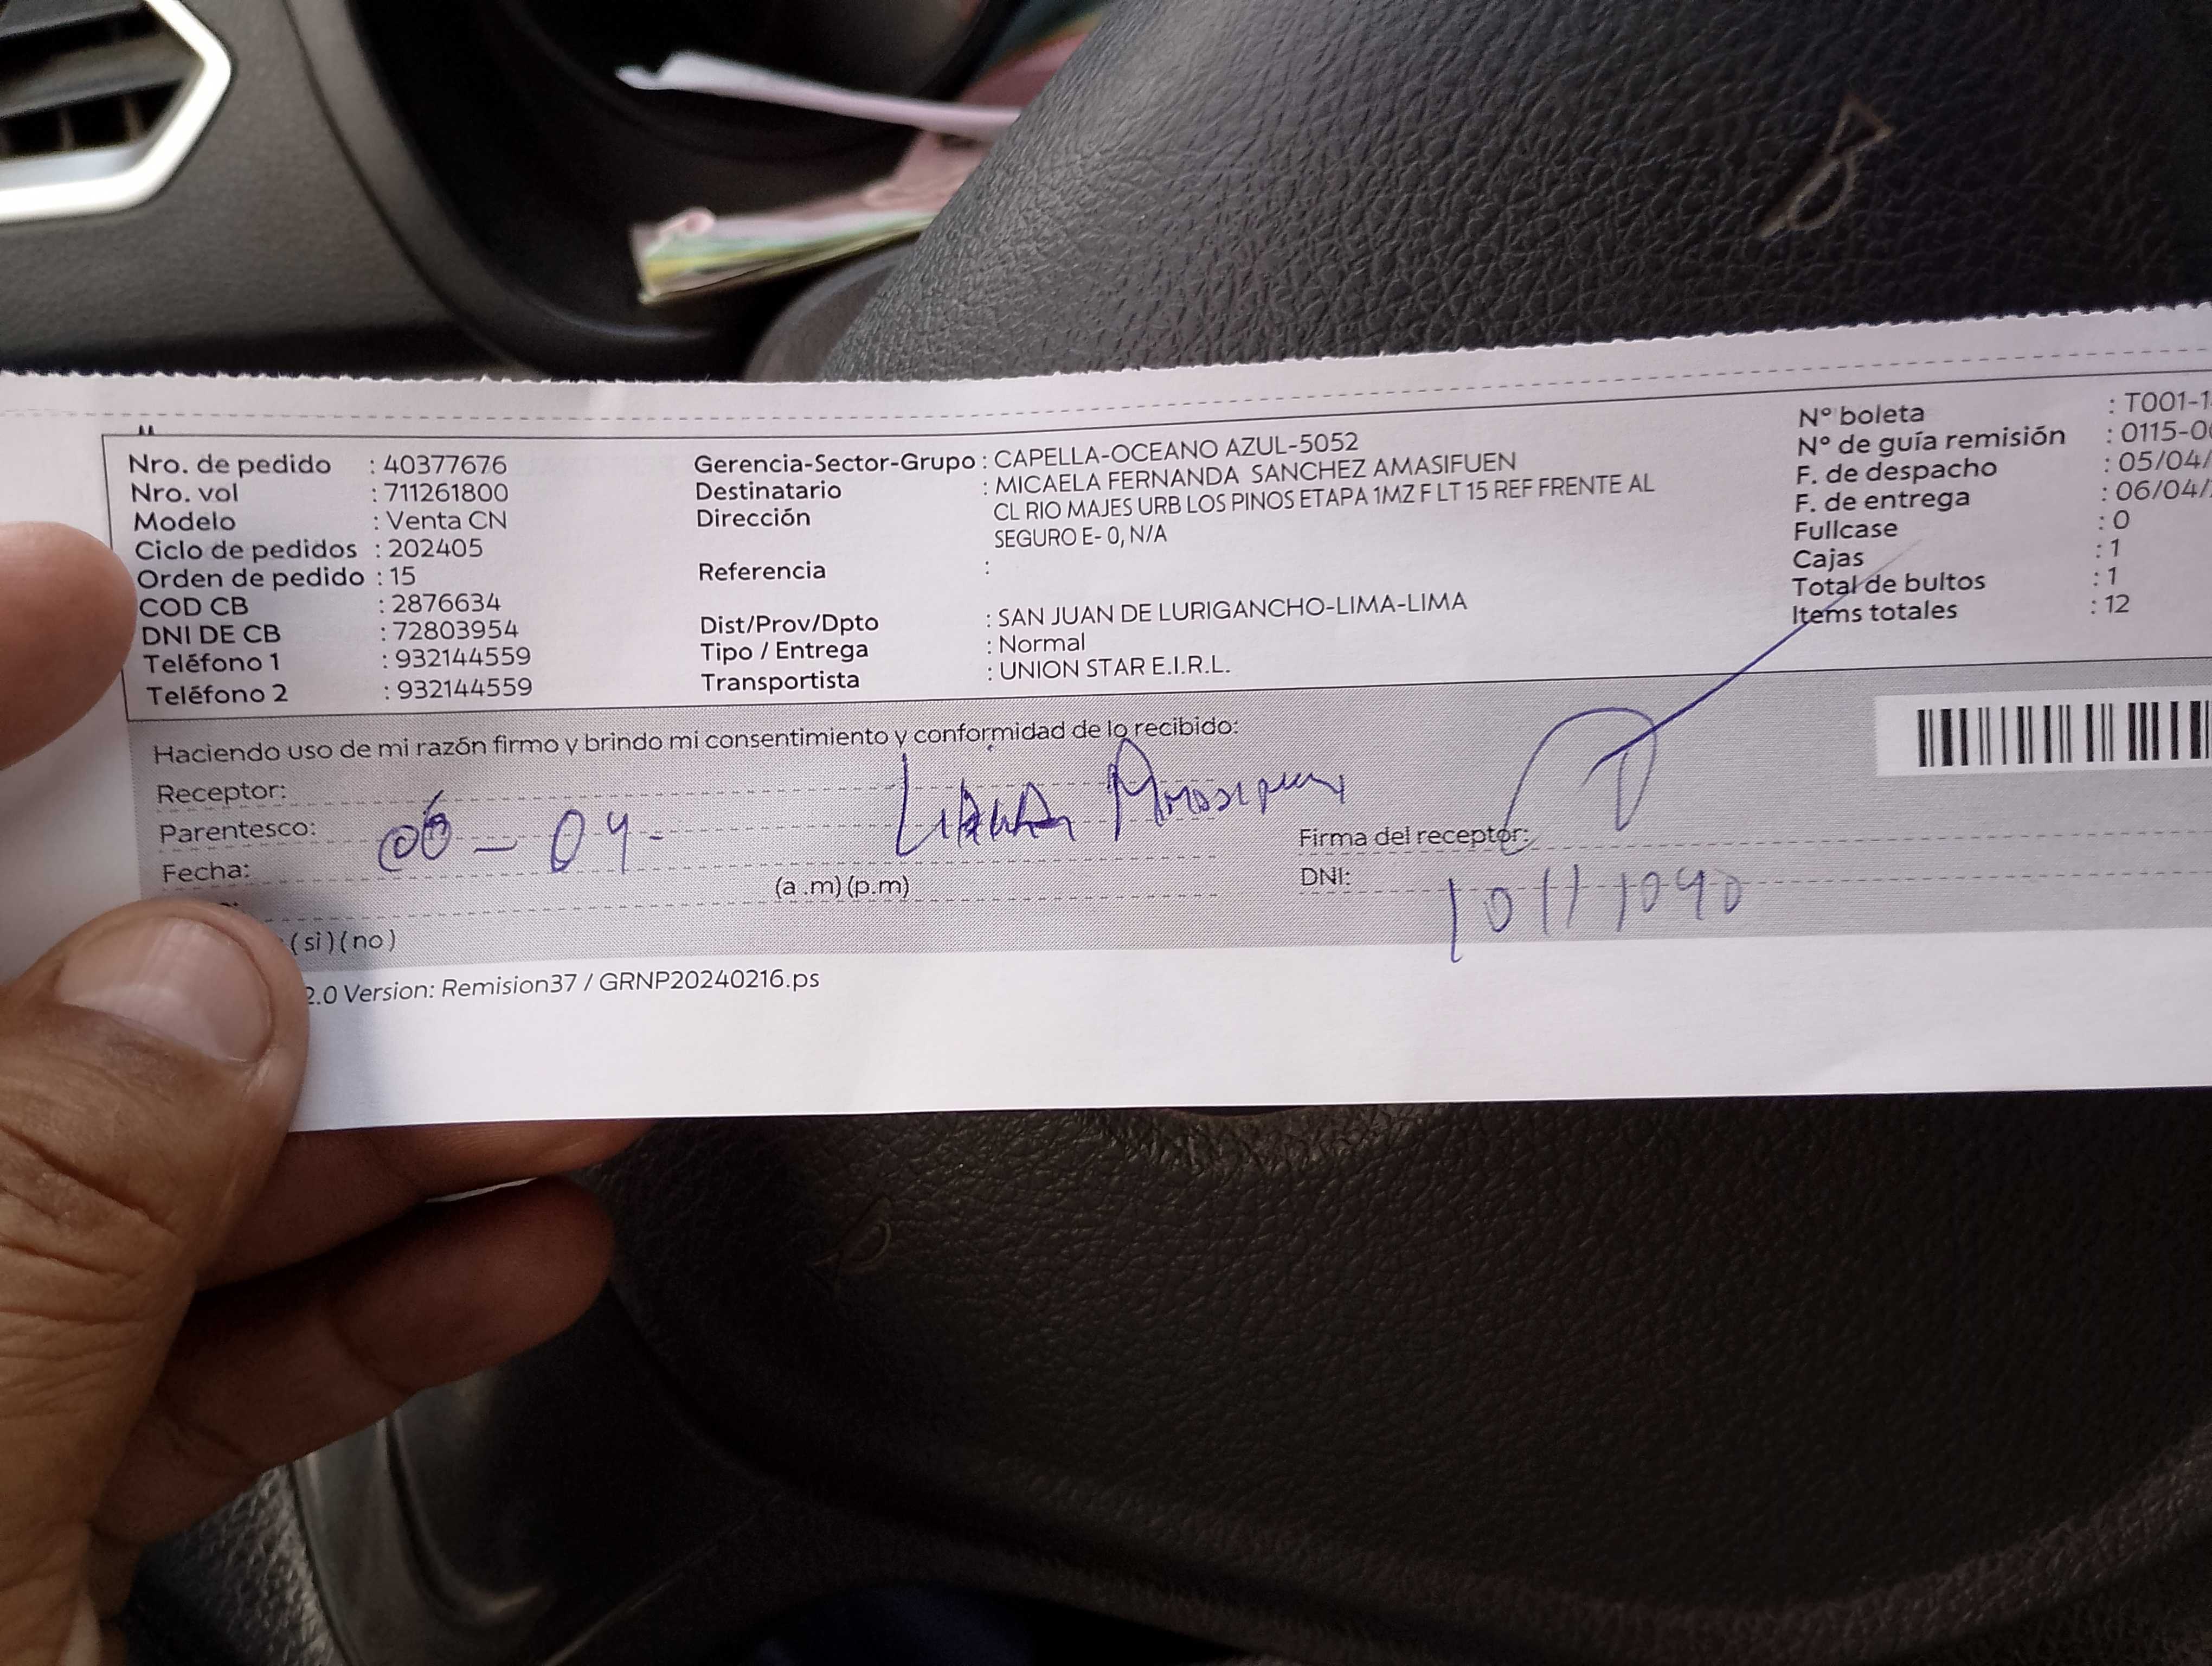 Nro. de pedido : 40377676
Nro. vol : 711261800
Modelo : Venta CN
Ciclo de pedidos : 202405
Orden de pedido : 15
COD CB : 2876634
DNI DE CB : 72803954
Teléfono 1 : 932144559
Teléfono 2 : 932144559
Gerencia-Sector-Grupo : CAPELLA-OCEANO AZUL-5052
Destinatario : MICAELA FERNANDA SANCHEZ AMASIFUEN
Dirección CL RIO MAJES URB LOS PINOS ETAPA 1MZ F LT 15 REF FRENTE AL
SEGURO E- 0, N/A
Referencia :
Dist/Prov/Dpto : SAN JUAN DE LURIGANCHO-LIMA-LIMA
Tipo / Entrega : Normal
Transportista : UNION STAR E.I.R.L.
Nº boleta : T001-1
Nº de guía remisión : 0115-0
F. de despacho : 05/04/
F. de entrega : 06/04/
Fullcase : 0
Cajas : 1
Total de bultos : 1
Items totales : 12
Haciendo uso de mi razón firmo y brindo mi consentimiento y conformidad de lo recibido:
Receptor:
Parentesco:
Fecha: 06 - 04 -
(a .m) (p.m)
Firma del receptor:
DNI: 10111040
(si) (no)
2.0 Version: Remision37 / GRNP20240216.ps